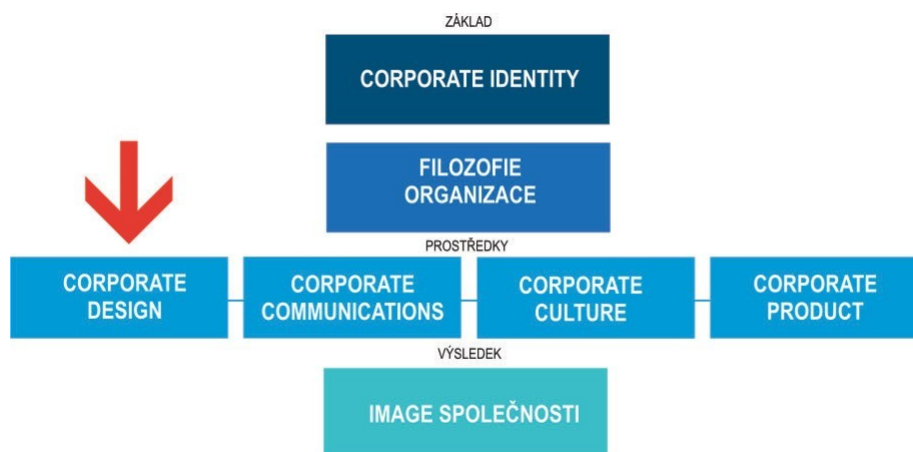 ZÁKLAD
CORPORATE IDENTITY
FILOZOFIE
ORGANIZACE
PROSTŘEDKY
CORPORATE
DESIGN
CORPORATE
COMMUNICATIONS
CORPORATE
CULTURE
CORPORATE
PRODUCT
VÝSLEDEK
IMAGE SPOLEČNOSTI